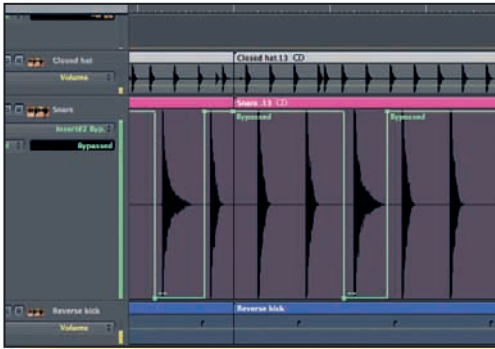 Closed hat
Closed hat.13
Volume
Snare
Snare .13
Insert#2 Byp.
Bypassed
Bypassed
Bypassed
Reverse kick
Reverse kick
Volume